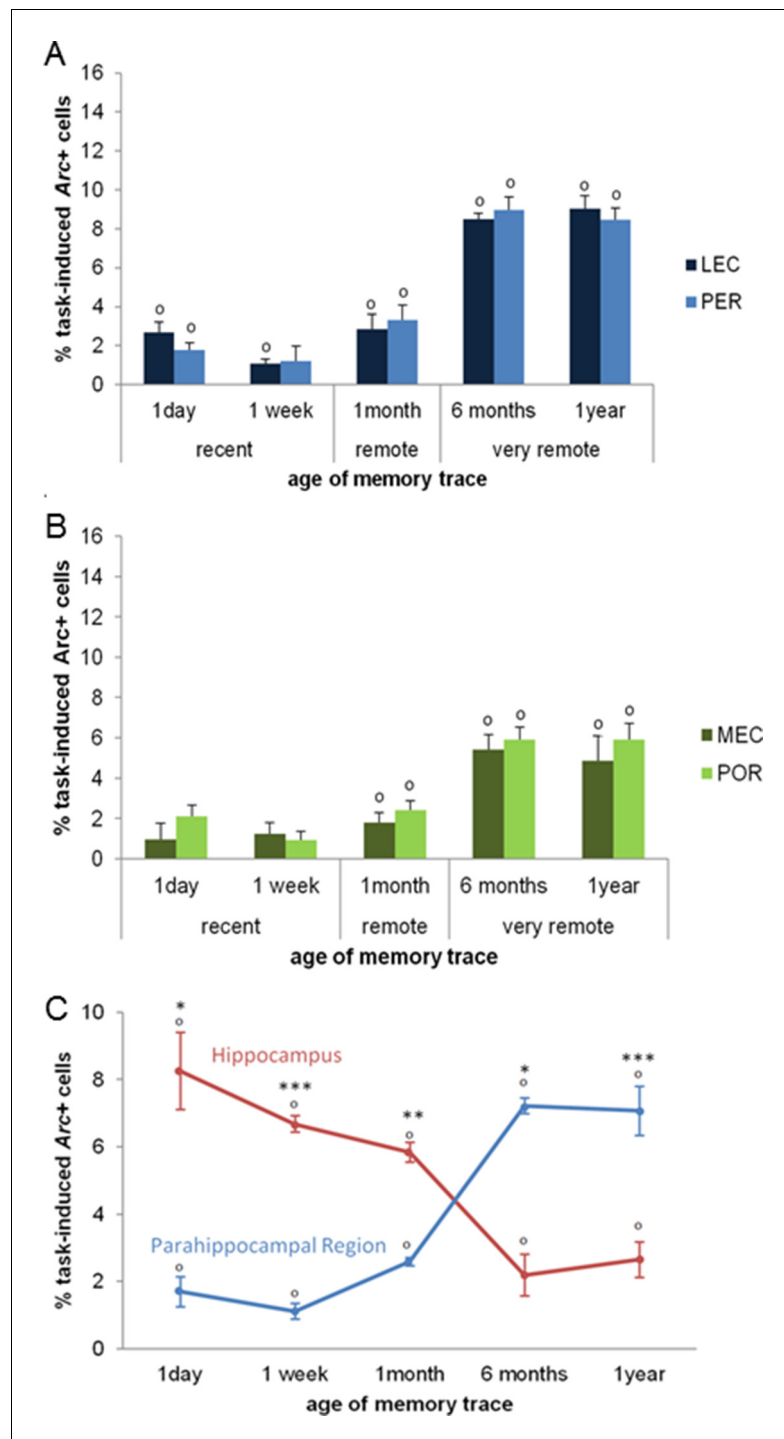 A
% task-induced Arc+ cells
16
14
12
10
8
6
4
2
0
o o o o o o o o o
LEC
PER
1day 1 week 1month 6 months 1year
recent remote very remote
age of memory trace
B
% task-induced Arc+ cells
16
14
12
10
8
6
4
2
0
o o o o o o
MEC
POR
1day 1 week 1month 6 months 1year
recent remote very remote
age of memory trace
C
% task-induced Arc+ cells
10
8
6
4
2
0
* *** ** * ***
o o o o o
Hippocampus
Parahippocampal Region
o o o o o
1day 1 week 1month 6 months 1year
age of memory trace